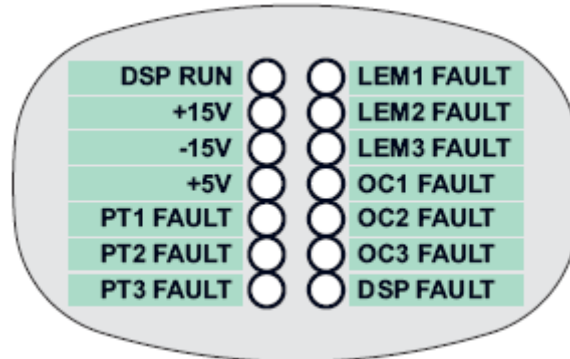 DSP RUN
+15V
-15V
+5V
PT1 FAULT
PT2 FAULT
PT3 FAULT
LEM1 FAULT
LEM2 FAULT
LEM3 FAULT
OC1 FAULT
OC2 FAULT
OC3 FAULT
DSP FAULT